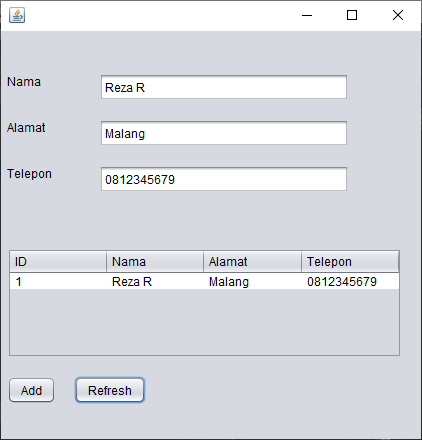 Nama Reza R
Alamat Malang
Telepon 0812345679
ID Nama Alamat Telepon
1 Reza R Malang 0812345679
Add Refresh